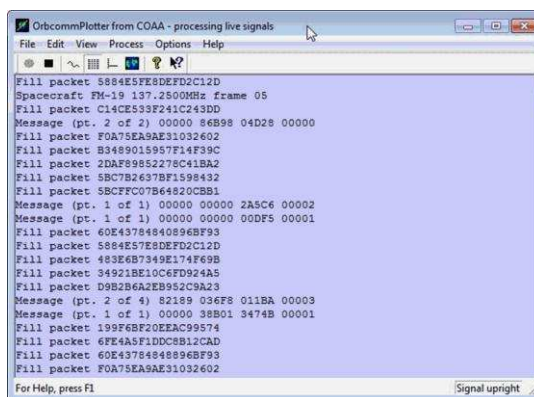 OrbcommPlotter from COAA - processing live signals
File Edit View Process Options Help
Fill packet 5884E5FE8DEFD2C12D
Spacecraft FM-19 137.2500MHz frame 05
Fill packet C14CE533F241C243DD
Message (pt. 2 of 2) 00000 86B98 04D28 00000
Fill packet F0A75EA9AE31032602
Fill packet B3489015957F14F39C
Fill packet 2DAF89852278C41BA2
Fill packet 5BC7B2637BF1598432
Fill packet 5BCFFC07B64820CBB1
Message (pt. 1 of 1) 00000 00000 2A5C6 00002
Message (pt. 1 of 1) 00000 00000 00DF5 00001
Fill packet 60E43784840896BF93
Fill packet 5884E57E8DEFD2C12D
Fill packet 483E6B7349E174F69B
Fill packet 34921BE10C6FD924A5
Fill packet D9B2B6A2EB952C9A23
Message (pt. 2 of 4) 82189 036F8 011BA 00003
Message (pt. 1 of 1) 00000 38B01 3474B 00001
Fill packet 199F6BF20EEAC99574
Fill packet 6FE4A5F1DDC8B12CAD
Fill packet 60E43784848896BF93
Fill packet F0A75EA9AE31032602
For Help, press F1
Signal upright